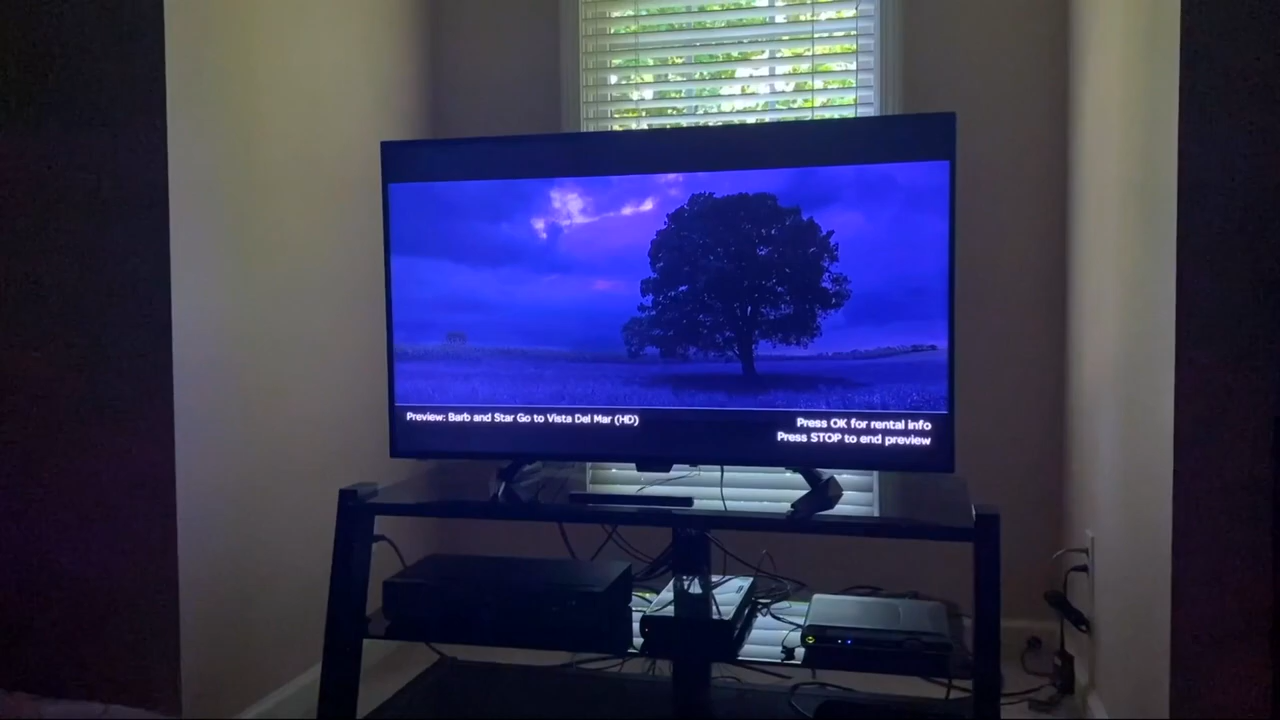 Preview: Barb and Star Go to Vista Del Mar (HD)
Press OK for rental info
Press STOP to end preview